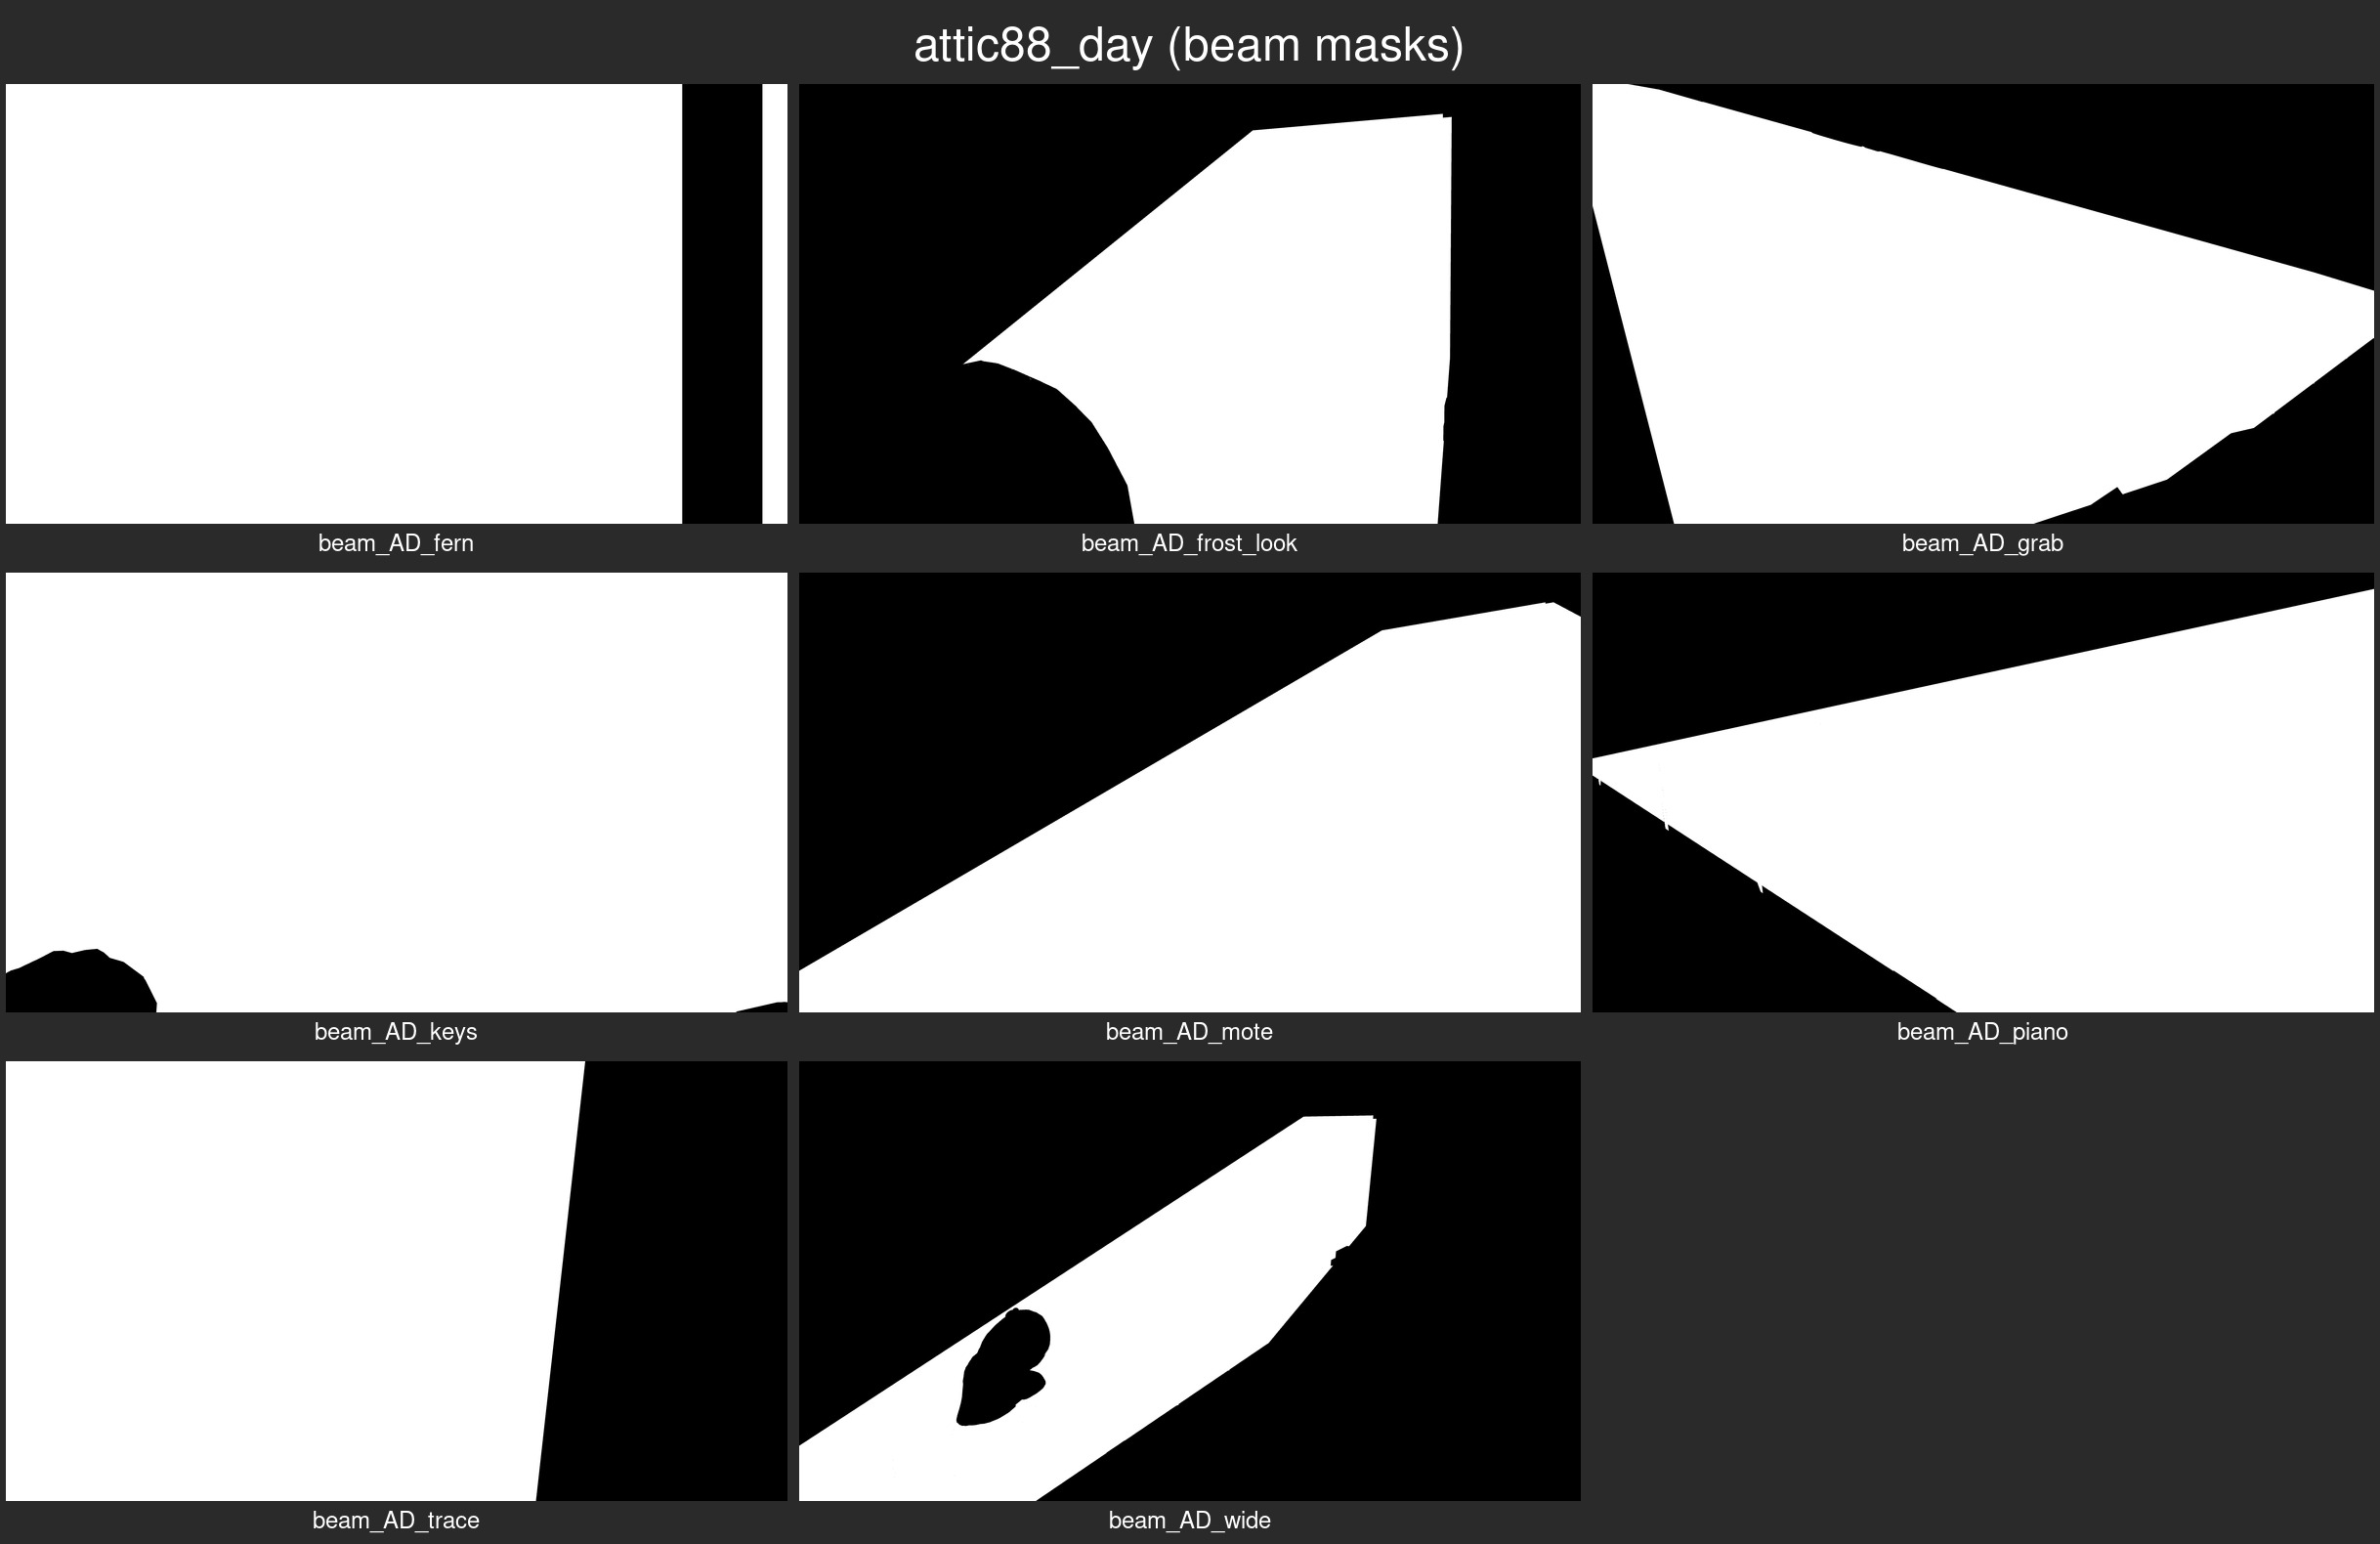 attic88_day (beam masks)
beam_AD_fern
beam_AD_frost_look
beam_AD_grab
beam_AD_keys
beam_AD_mote
beam_AD_piano
beam_AD_trace
beam_AD_wide